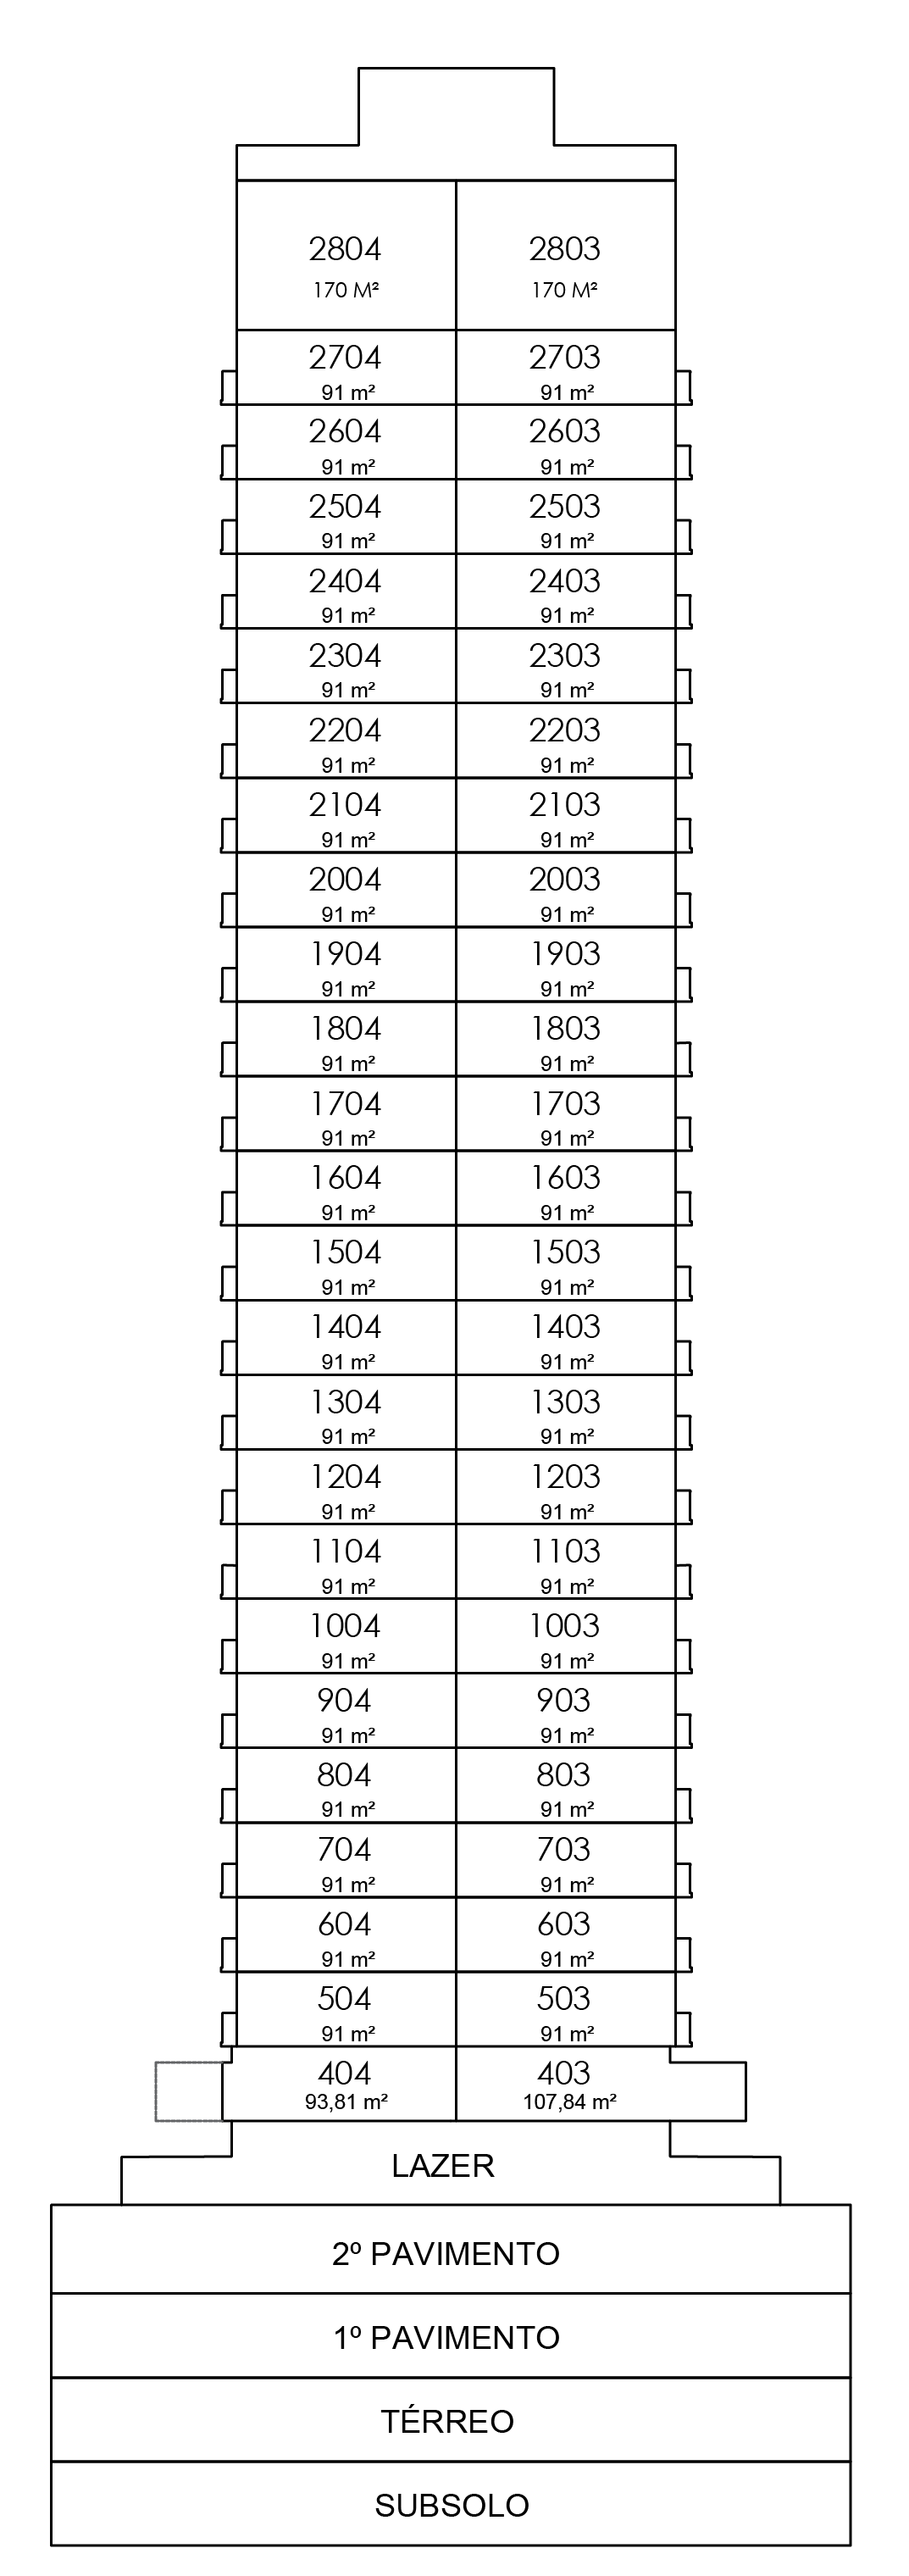 2804 2803
170 M² 170 M²
2704 2703
91 m² 91 m²
2604 2603
91 m² 91 m²
2504 2503
91 m² 91 m²
2404 2403
91 m² 91 m²
2304 2303
91 m² 91 m²
2204 2203
91 m² 91 m²
2104 2103
91 m² 91 m²
2004 2003
91 m² 91 m²
1904 1903
91 m² 91 m²
1804 1803
91 m² 91 m²
1704 1703
91 m² 91 m²
1604 1603
91 m² 91 m²
1504 1503
91 m² 91 m²
1404 1403
91 m² 91 m²
1304 1303
91 m² 91 m²
1204 1203
91 m² 91 m²
1104 1103
91 m² 91 m²
1004 1003
91 m² 91 m²
904 903
91 m² 91 m²
804 803
91 m² 91 m²
704 703
91 m² 91 m²
604 603
91 m² 91 m²
504 503
91 m² 91 m²
404 403
93,81 m² 107,84 m²
LAZER
2º PAVIMENTO
1º PAVIMENTO
TÉRREO
SUBSOLO